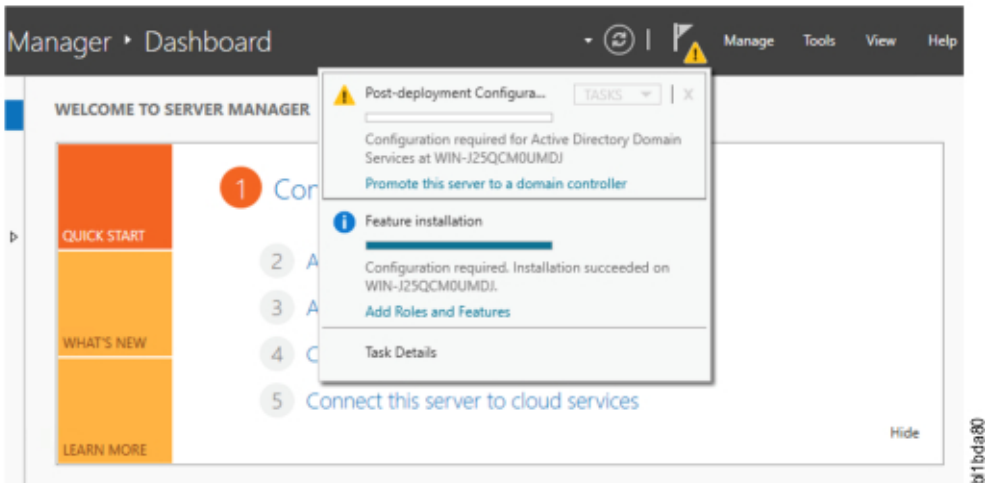 Manager ‣ Dashboard
Manage Tools View Help
WELCOME TO SERVER MANAGER
Post-deployment Configura... TASKS X
Configuration required for Active Directory Domain
Services at WIN-J25QCM0UMDJ
Promote this server to a domain controller
Feature installation
Configuration required. Installation succeeded on
WIN-J25QCM0UMDJ.
Add Roles and Features
Task Details
QUICK START
WHAT'S NEW
LEARN MORE
1 Con
2 A
3 A
4 C
5 Connect this server to cloud services
Hide
bl1bda80